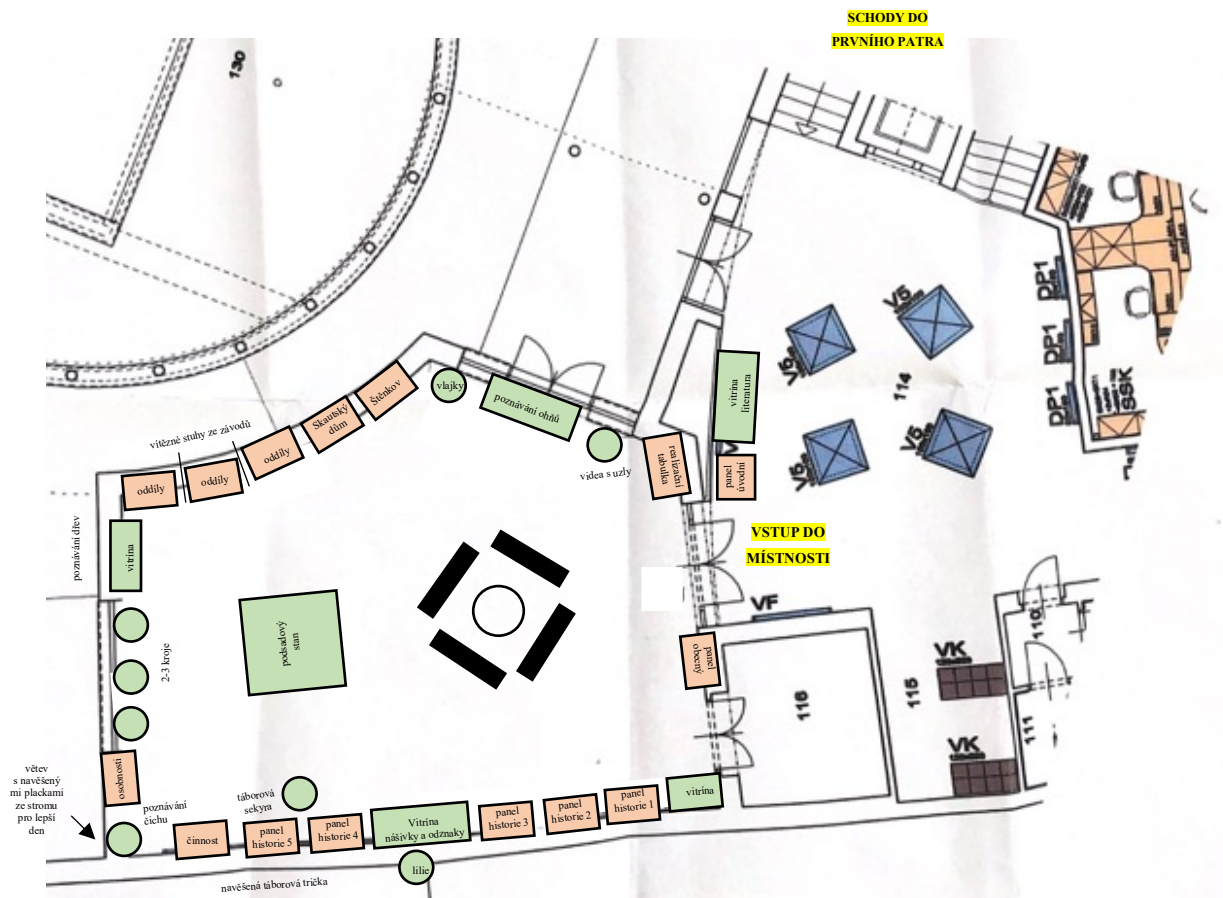 SCHODY DO
PRVNÍHO PATRA
130
114
V5
V5
V5
V5
DP1
DP1
DP1
SSK
vitrína
literatura
panel
úvodní
realizační
tabulka
VSTUP DO
MÍSTNOSTI
VF
110
111
VK
VK
115
116
vlajky
poznávání ohňů
videa s uzly
Štěnkov
Skautský
dům
oddíly
oddíly
oddíly
vítězné stuhy ze závodů
poznávání dřev
vitrína
2-3 kroje
podsadový
stan
panel
obecný
osobnosti
větev
s navěšený
mi plackami
ze stromu
pro lepší
den
poznávání
čichu
táborová
sekyra
činnost
panel
historie 5
panel
historie 4
Vitrína
nášivky a odznaky
panel
historie 3
panel
historie 2
panel
historie 1
vitrína
lilie
navěšená táborová trička